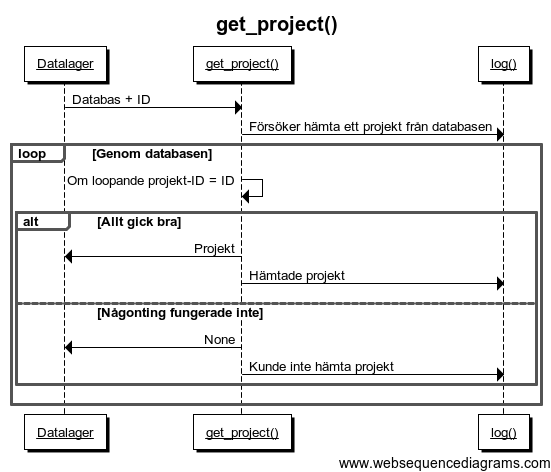 get_project()
Datalager get_project() log()
Databas + ID
Försöker hämta ett projekt från databasen
loop [Genom databasen]
Om loopande projekt-ID = ID
alt [Allt gick bra]
Projekt
Hämtade projekt
[Någonting fungerade inte]
None
Kunde inte hämta projekt
Datalager get_project() log()
www.websequencediagrams.com